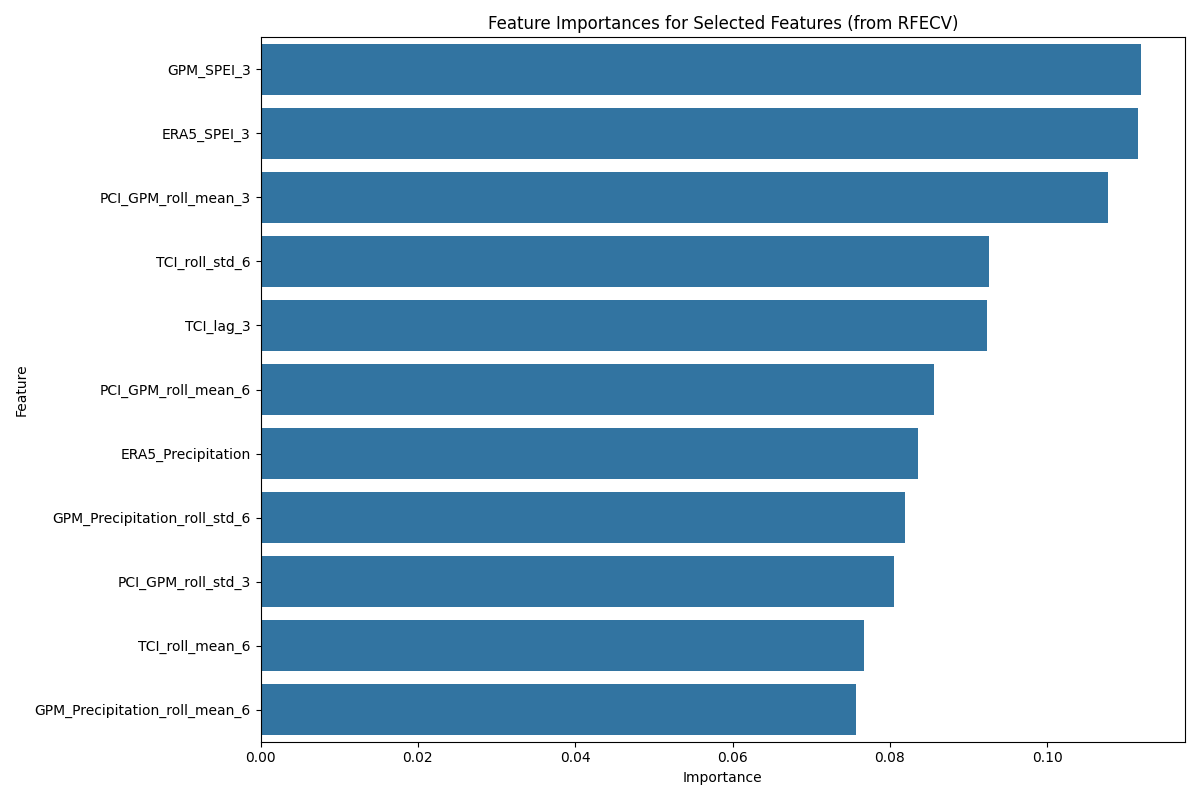 Feature Importances for Selected Features (from RFECV)
GPM_SPEI_3
ERA5_SPEI_3
PCI_GPM_roll_mean_3
TCI_roll_std_6
TCI_lag_3
PCI_GPM_roll_mean_6
ERA5_Precipitation
GPM_Precipitation_roll_std_6
PCI_GPM_roll_std_3
TCI_roll_mean_6
GPM_Precipitation_roll_mean_6
Feature
0.00 0.02 0.04 0.06 0.08 0.10
Importance